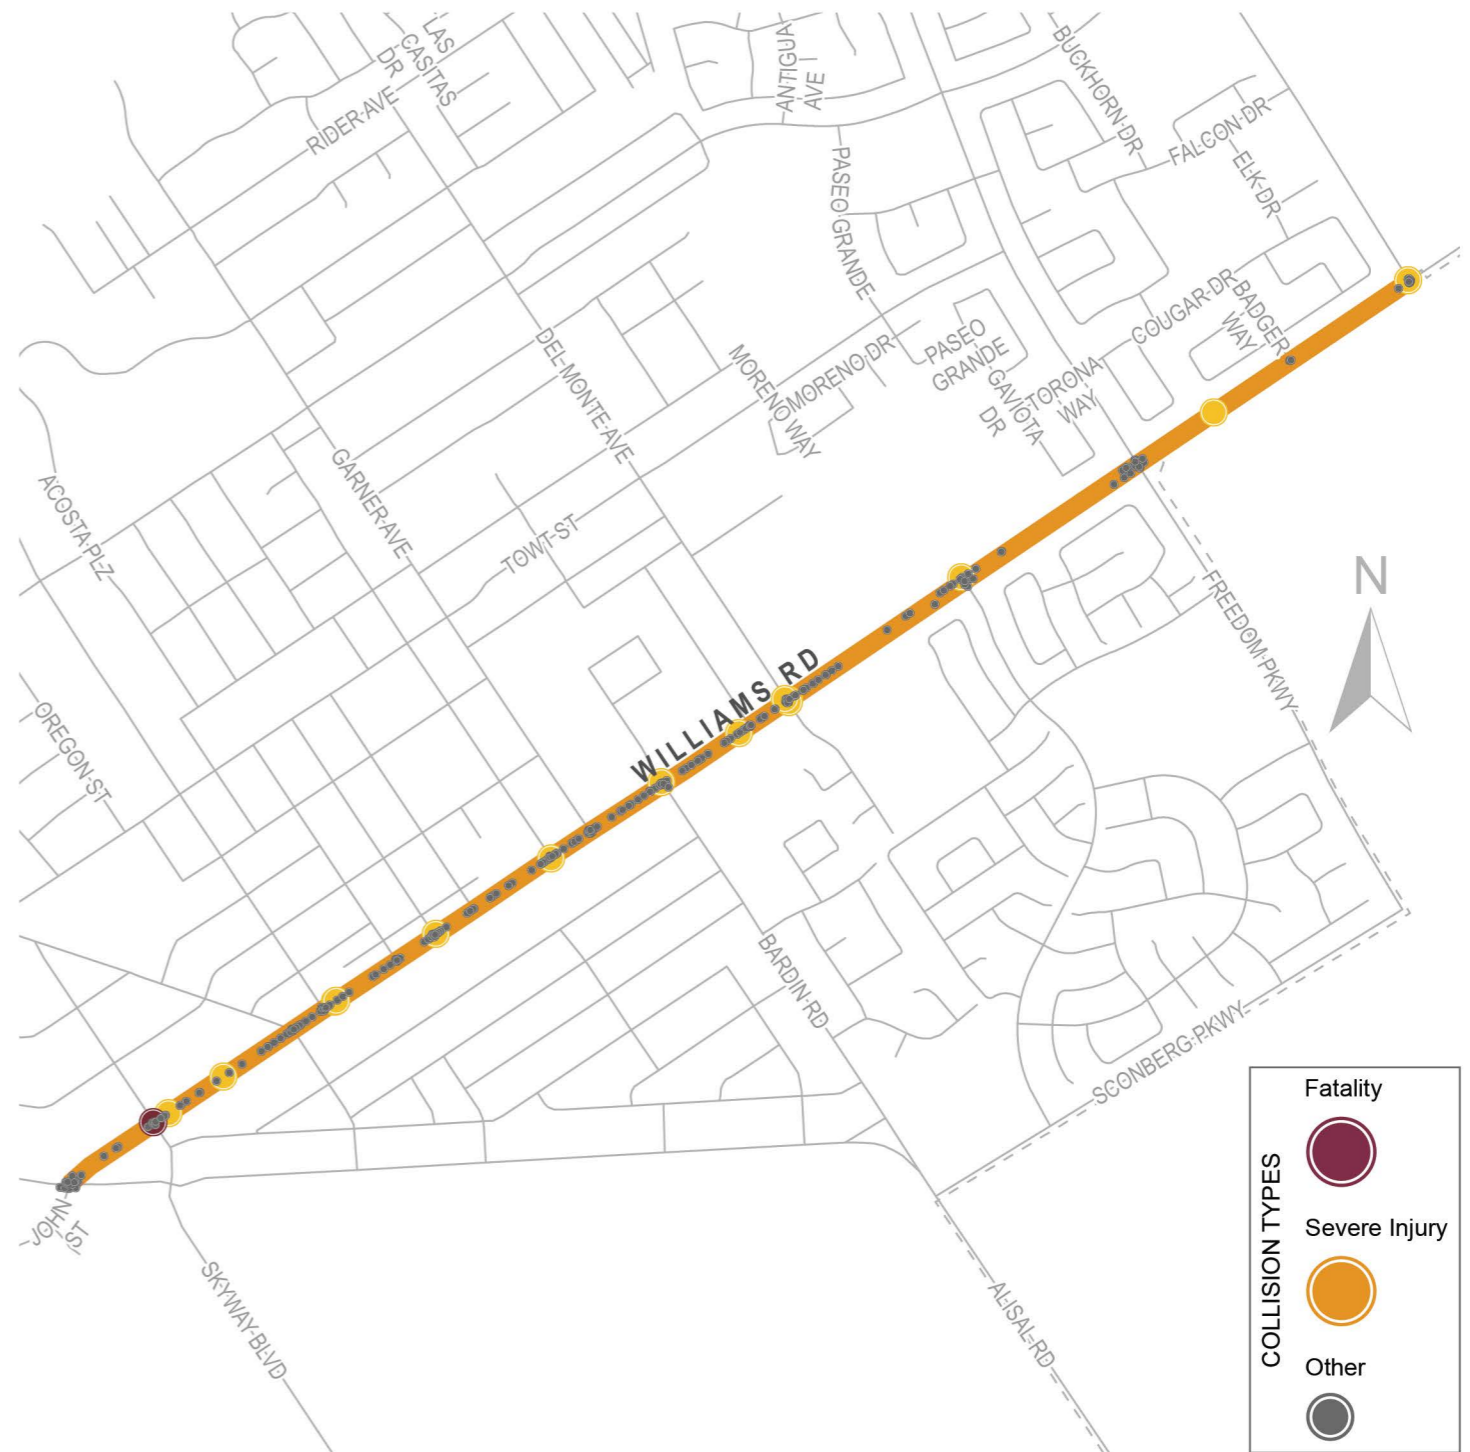 LAS
CASITAS
DR
RIDER AVE
ANTIGUA
AVE
BUCKHORN DR
FALCON DR
ELK DR
PASEO GRANDE
COUGAR DR
BADGER
WAY
PASEO
GRANDE
MORENO DR
MORENO WAY
GAVIOTA
DR
TORONA
WAY
DEL MONTE AVE
GARNER AVE
TOWT ST
ACOSTA PLZ
OREGON ST
N
FREEDOM PKWY
WILLIAMS RD
BARDIN RD
SCONBERG PKWY
JOHN
ST
SKYWAY BLVD
ALISAL RD
COLLISION TYPES
Fatality
Severe Injury
Other